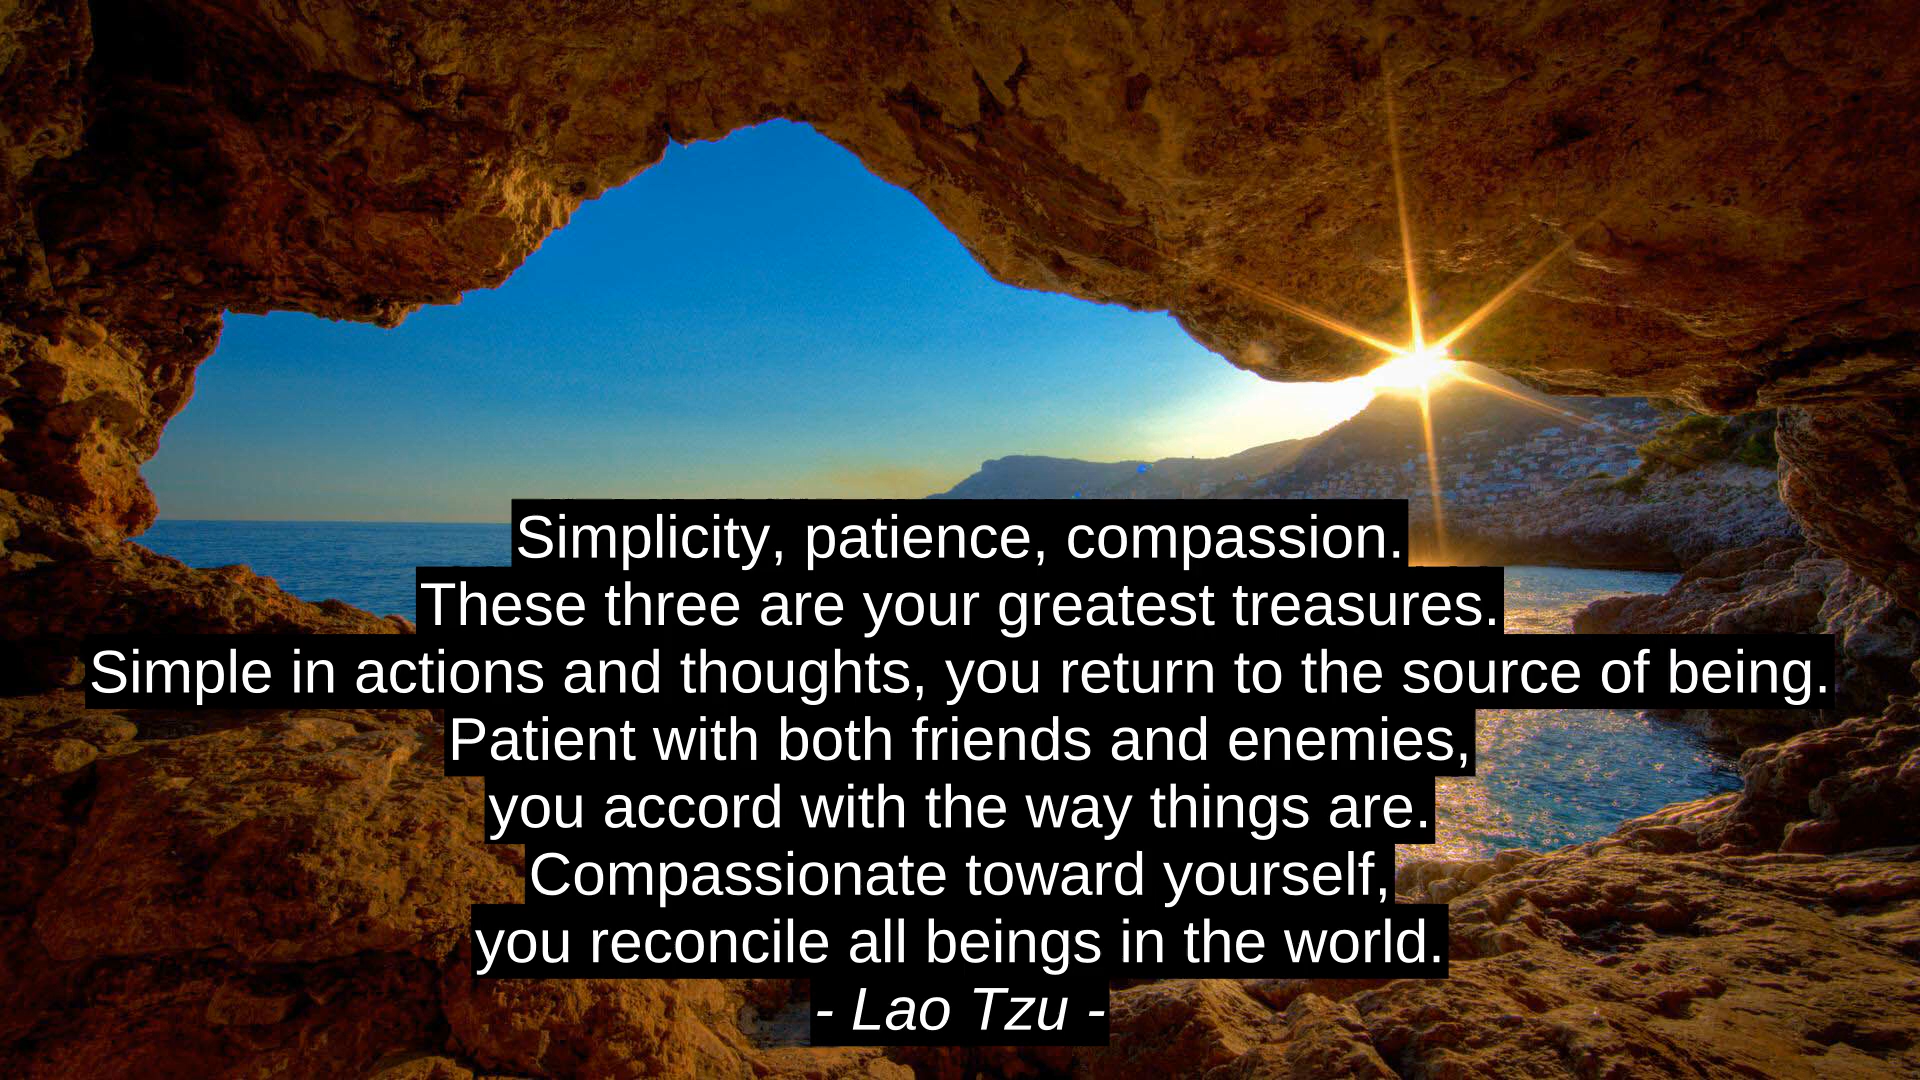 Simplicity, patience, compassion.
These three are your greatest treasures.
Simple in actions and thoughts, you return to the source of being.
Patient with both friends and enemies,
you accord with the way things are.
Compassionate toward yourself,
you reconcile all beings in the world.
- Lao Tzu -